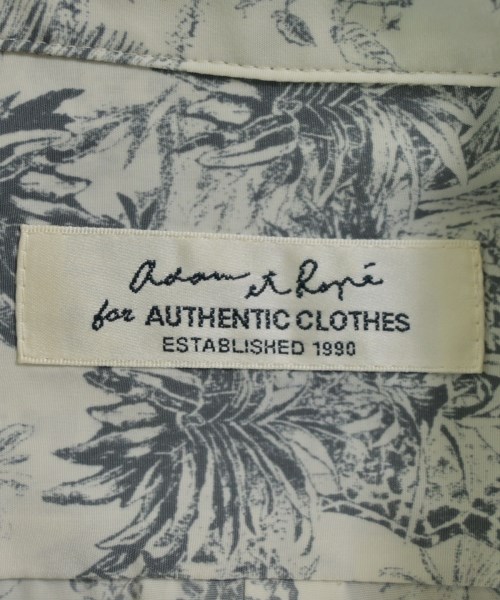 Adam et Ropé
for AUTHENTIC CLOTHES
ESTABLISHED 1990